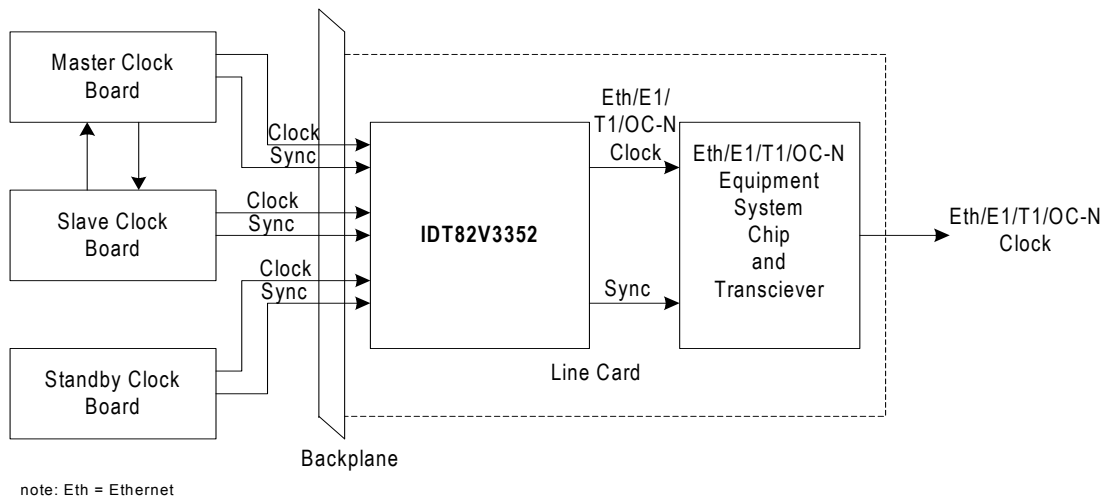 Master Clock
Board
Slave Clock
Board
Standby Clock
Board
Clock
Sync
Clock
Sync
Clock
Sync
Backplane
IDT82V3352
Eth/E1/
T1/OC-N
Clock
Sync
Line Card
Eth/E1/T1/OC-N
Equipment
System
Chip
and
Transciever
Eth/E1/T1/OC-N
Clock
note: Eth = Ethernet